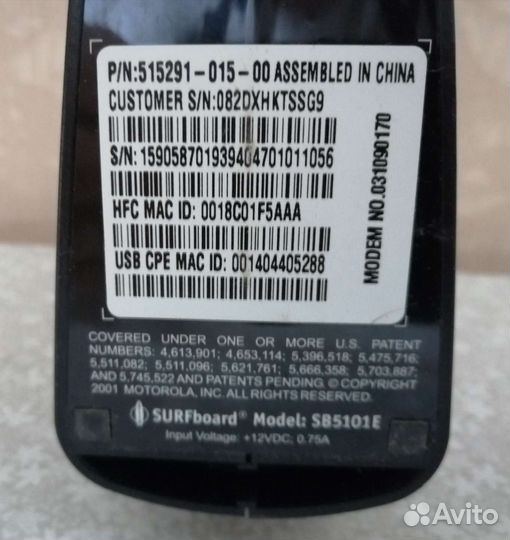 P/N:515291-015-00 ASSEMBLED IN CHINA
CUSTOMER S/N:082DXHKTSSG9
S/N:159058701939404701011056
HFC MAC ID: 0018C01F5AAA
USB CPE MAC ID: 001404405288
MODEM NO.031090170
COVERED UNDER ONE OR MORE U.S. PATENT
NUMBERS: 4,613,901; 4,653,114; 5,396,518; 5,475,716;
5,511,082; 5,511,096; 5,621,761; 5,666,358; 5,703,887;
AND 5,745,522 AND PATENTS PENDING. © COPYRIGHT
2001 MOTOROLA, INC. ALL RIGHTS RESERVED.
SURFboard® Model: SB5101E
Input Voltage: +12VDC, 0.75A
Avito